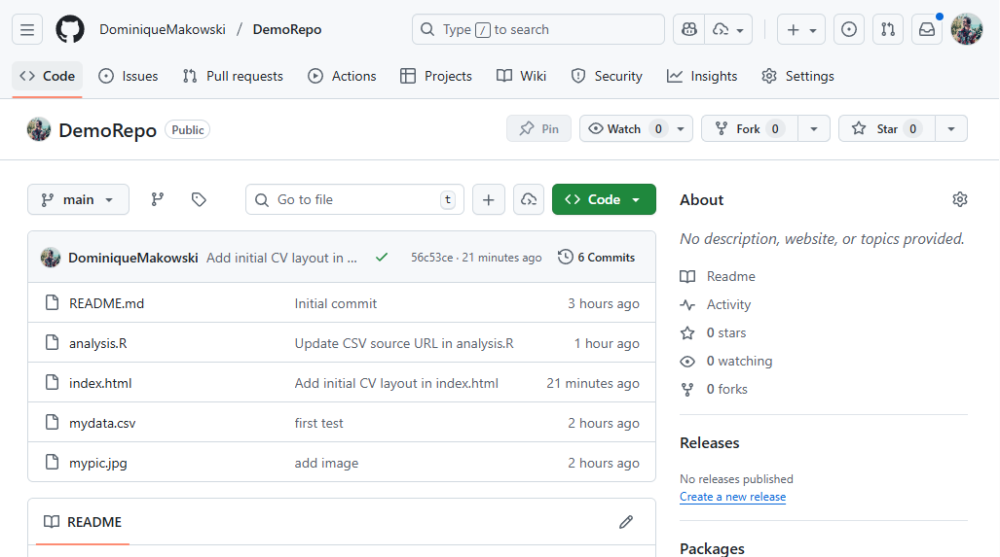 DominiqueMakowski / DemoRepo
Type / to search
Code
Issues
Pull requests
Actions
Projects
Wiki
Security
Insights
Settings
DemoRepo Public
Pin
Watch 0
Fork 0
Star 0
main
Go to file t
Code
DominiqueMakowski Add initial CV layout in ... 56c53ce · 21 minutes ago 6 Commits
README.md Initial commit 3 hours ago
analysis.R Update CSV source URL in analysis.R 1 hour ago
index.html Add initial CV layout in index.html 21 minutes ago
mydata.csv first test 2 hours ago
mypic.jpg add image 2 hours ago
README
About
No description, website, or topics provided.
Readme
Activity
0 stars
0 watching
0 forks
Releases
No releases published
Create a new release
Packages